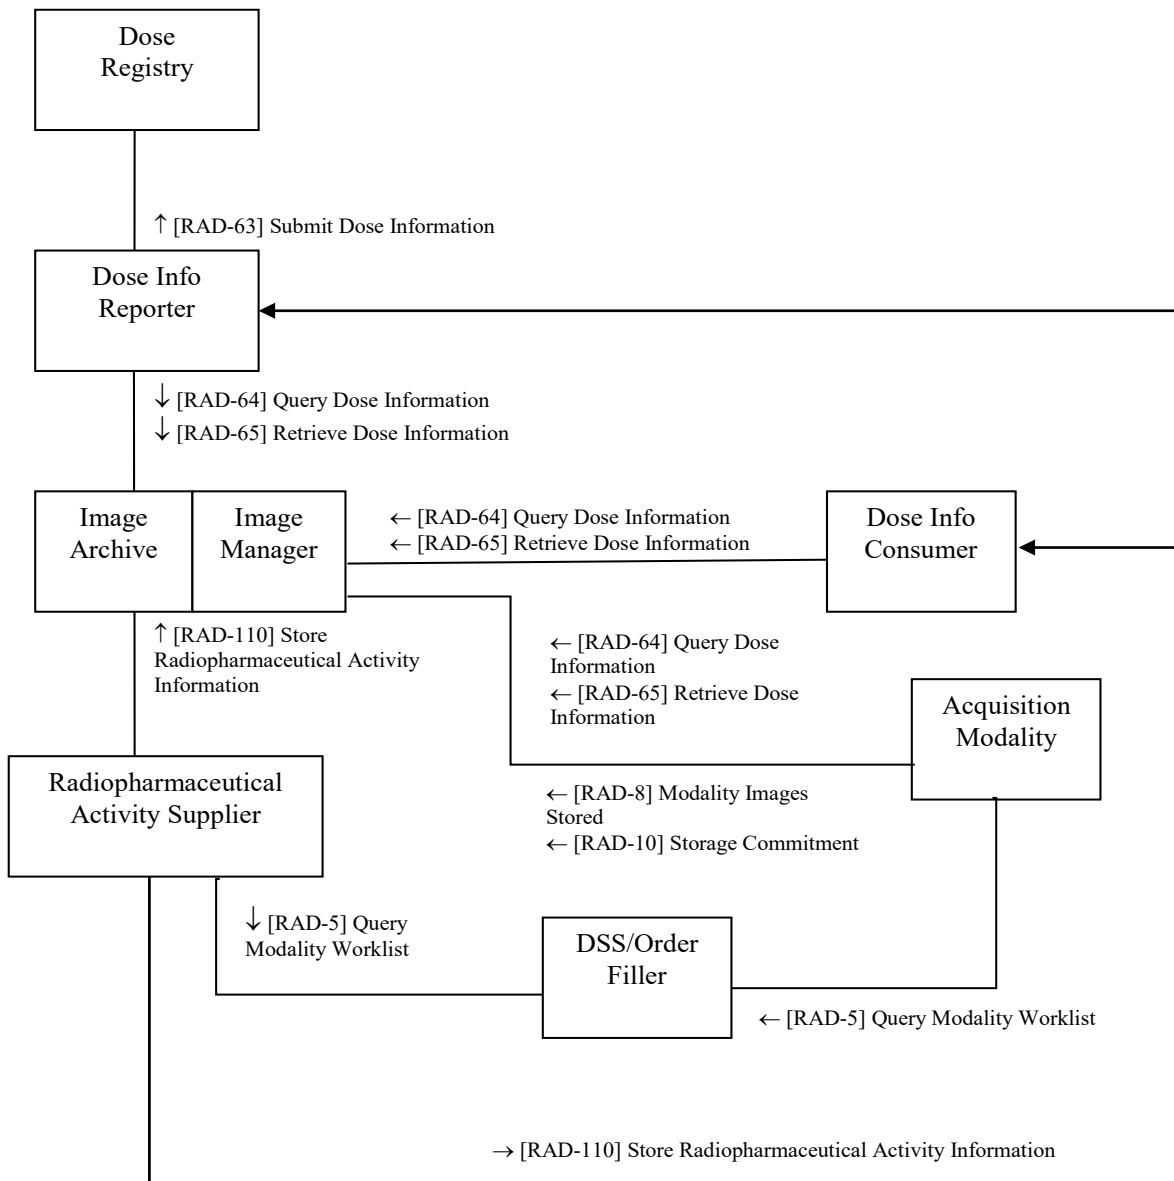 Dose
Registry
↑ [RAD-63] Submit Dose Information
Dose Info
Reporter
↓ [RAD-64] Query Dose Information
↓ [RAD-65] Retrieve Dose Information
Image
Archive
Image
Manager
← [RAD-64] Query Dose Information
← [RAD-65] Retrieve Dose Information
Dose Info
Consumer
↑ [RAD-110] Store
Radiopharmaceutical Activity
Information
← [RAD-64] Query Dose
Information
← [RAD-65] Retrieve Dose
Information
Acquisition
Modality
Radiopharmaceutical
Activity Supplier
← [RAD-8] Modality Images
Stored
← [RAD-10] Storage Commitment
↓ [RAD-5] Query
Modality Worklist
DSS/Order
Filler
← [RAD-5] Query Modality Worklist
→ [RAD-110] Store Radiopharmaceutical Activity Information